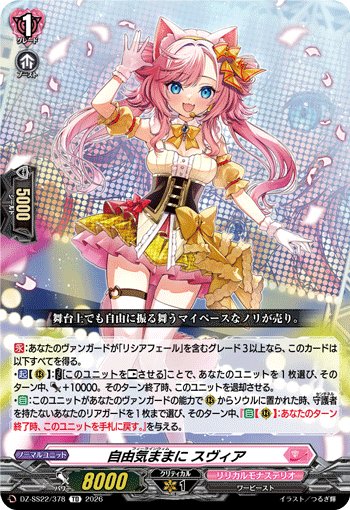 1
グレード
ブースト
5000
シールド
舞台上でも自由に振る舞うマイペースなノリが売り。
永：あなたのヴァンガードが「リシアフェール」を含むグレード3以上なら、このカードは
以下すべてを得る。
・起【(R)】：［このユニットを させる］ことで、あなたのユニットを1枚選び、そのターン中、
+10000。そのターン終了時、このユニットを退却させる。
・自：このユニットがあなたのヴァンガードの能力で(R)からソウルに置かれた時、守護者
を持たないあなたのリアガードを1枚まで選び、そのターン中、『自：あなたのターン
終了時、このユニットを手札に戻す。』を与える。
ノーマルユニット
自由気ままに スヴィア
パワー
8000
クリティカル
1
リリカルモナステリオ
ワービースト
DZ-SS22/378 TD 2026
イラスト／つるぎ輝